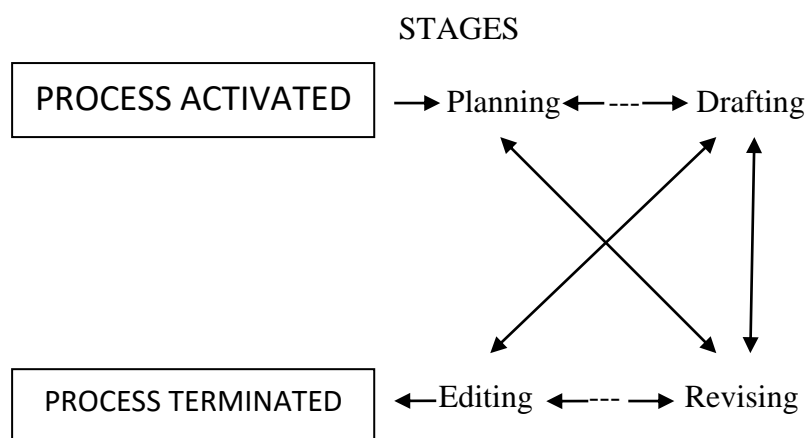 STAGES
PROCESS ACTIVATED Planning --- Drafting
PROCESS TERMINATED Editing --- Revising